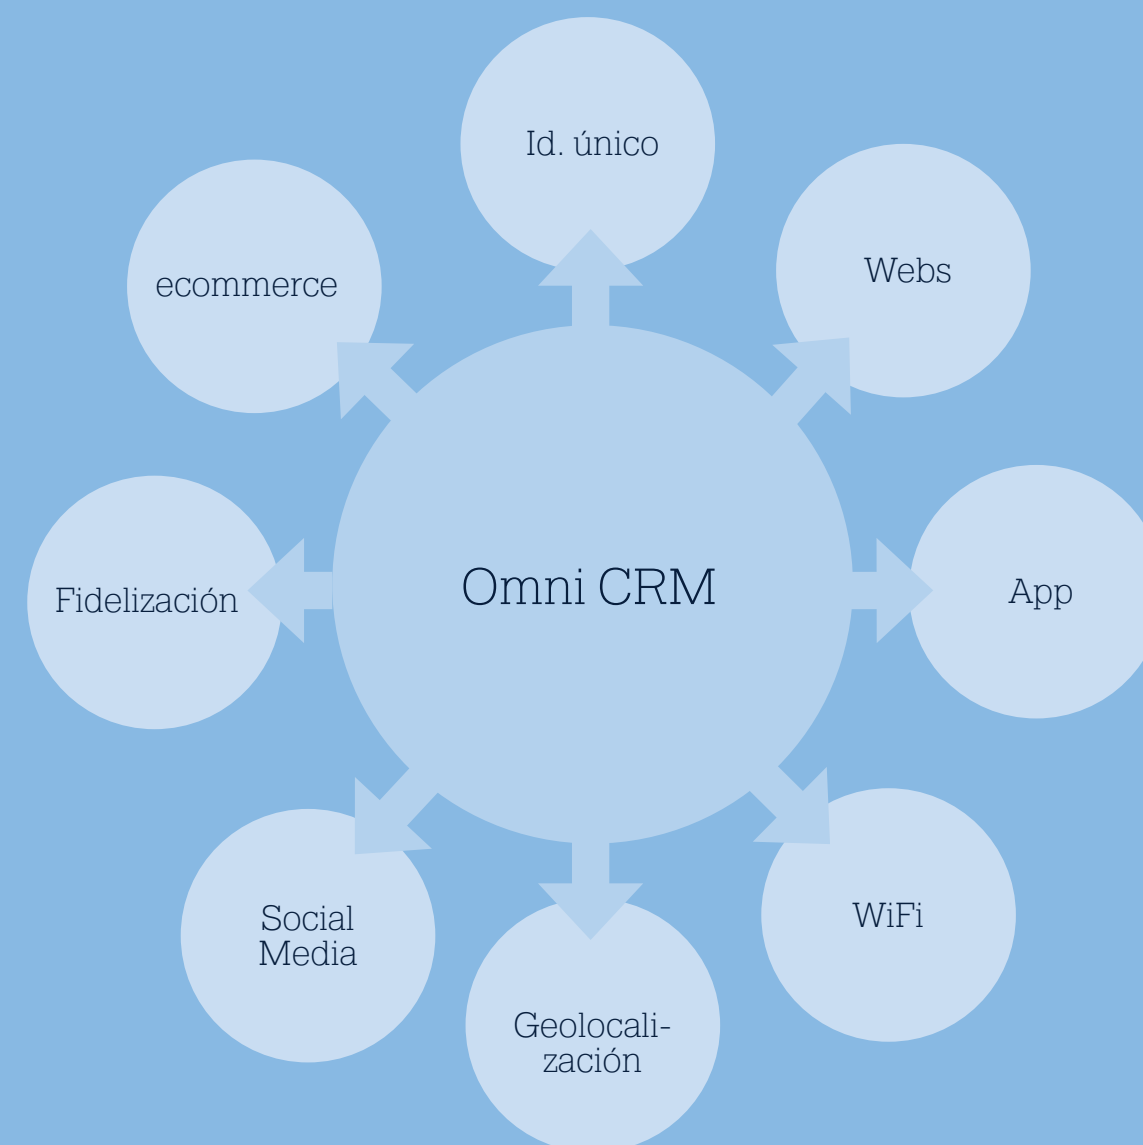 Id. único
Webs
ecommerce
Omni CRM
App
Fidelización
WiFi
Social
Media
Geolocali-
zación